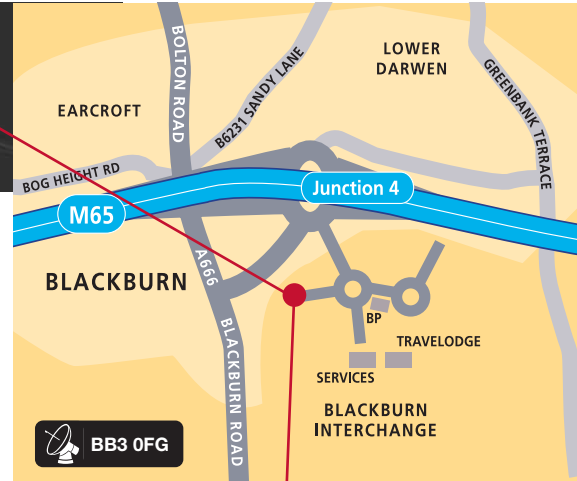 LOWER
DARWEN
BOLTON ROAD
B6231 SANDY LANE
GREENBANK TERRACE
EARCROFT
BOG HEIGHT RD
Junction 4
M65
A666
BLACKBURN
BP
BLACKBURN ROAD
TRAVELODGE
SERVICES
BLACKBURN
INTERCHANGE
BB3 0FG